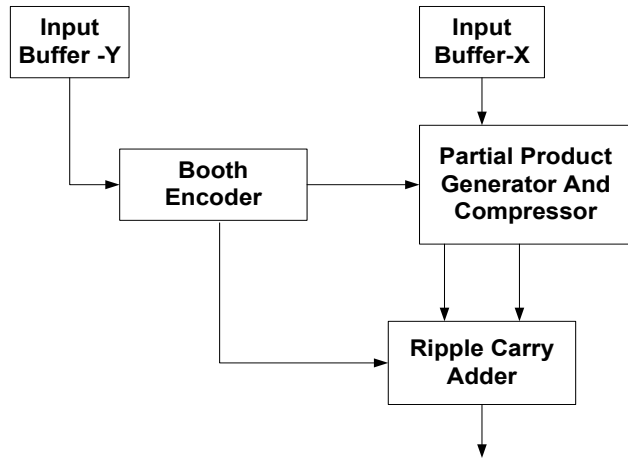 Input
Buffer -Y
Input
Buffer-X
Booth
Encoder
Partial Product
Generator And
Compressor
Ripple Carry
Adder